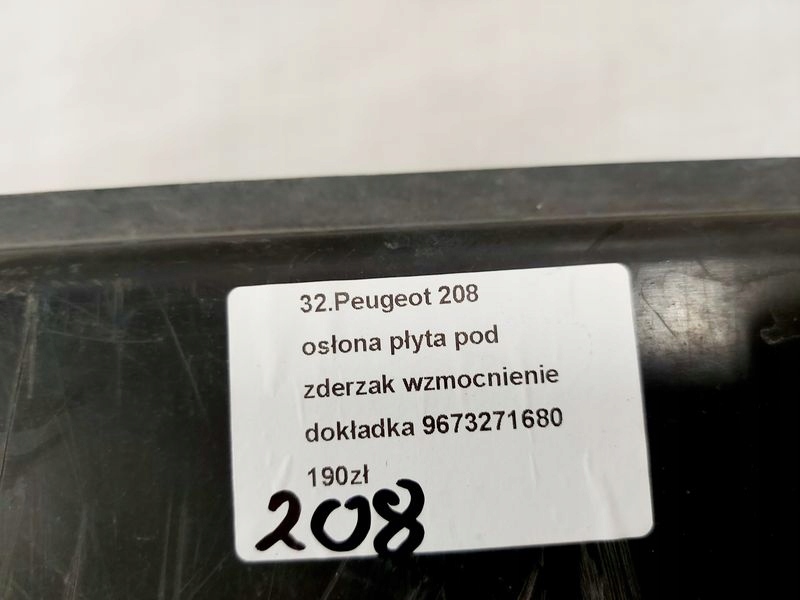 32.Peugeot 208
osłona płyta pod
zderzak wzmocnienie
dokładka 9673271680
190zł
208